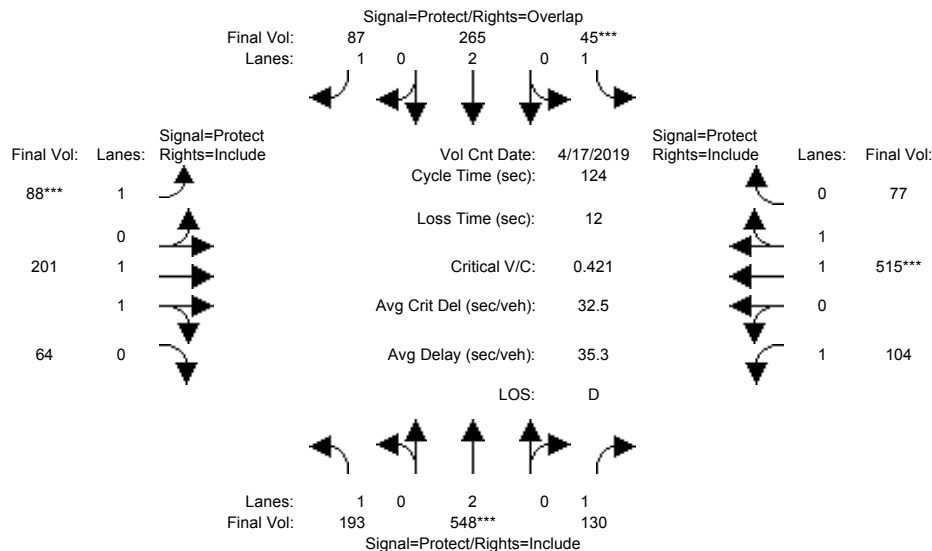 Signal=Protect/Rights=Overlap
Final Vol: 87 265 45***
Lanes: 1 0 2 0 1
Signal=Protect Signal=Protect
Final Vol: Lanes: Rights=Include Vol Cnt Date: 4/17/2019 Rights=Include Lanes: Final Vol:
Cycle Time (sec): 124
88*** 1 0 77
Loss Time (sec): 12
0 1
201 1 Critical V/C: 0.421 1 515***
1 Avg Crit Del (sec/veh): 32.5 0
64 0 Avg Delay (sec/veh): 35.3 1 104
LOS: D
Lanes: 1 0 2 0 1
Final Vol: 193 548*** 130
Signal=Protect/Rights=Include